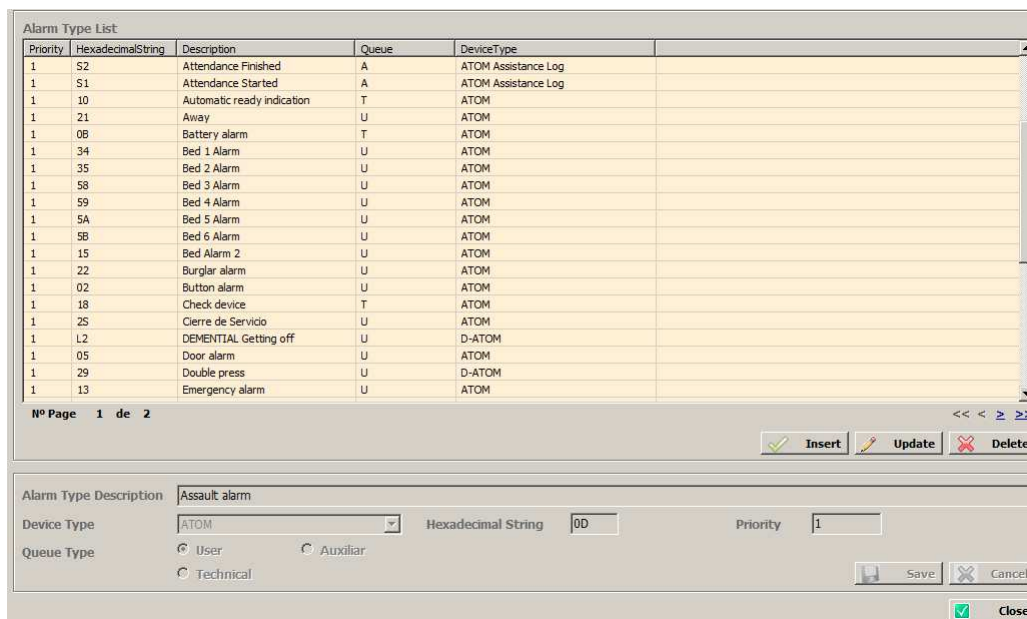 Alarm Type List
Priority HexadecimalString Description Queue DeviceType
1 S2 Attendance Finished A ATOM Assistance Log
1 S1 Attendance Started A ATOM Assistance Log
1 10 Automatic ready indication T ATOM
1 21 Away U ATOM
1 0B Battery alarm T ATOM
1 34 Bed 1 Alarm U ATOM
1 35 Bed 2 Alarm U ATOM
1 58 Bed 3 Alarm U ATOM
1 59 Bed 4 Alarm U ATOM
1 5A Bed 5 Alarm U ATOM
1 5B Bed 6 Alarm U ATOM
1 15 Bed Alarm 2 U ATOM
1 22 Burglar alarm U ATOM
1 02 Button alarm U ATOM
1 18 Check device T ATOM
1 2S Cierre de Servicio U ATOM
1 L2 DEMENTIAL Getting off U D-ATOM
1 05 Door alarm U ATOM
1 29 Double press U D-ATOM
1 13 Emergency alarm U ATOM
Nº Page 1 de 2 << < > >>
Insert Update Delete
Alarm Type Description Assault alarm
Device Type ATOM Hexadecimal String 0D Priority 1
Queue Type User Auxiliar
Technical
Save Cancel
Close